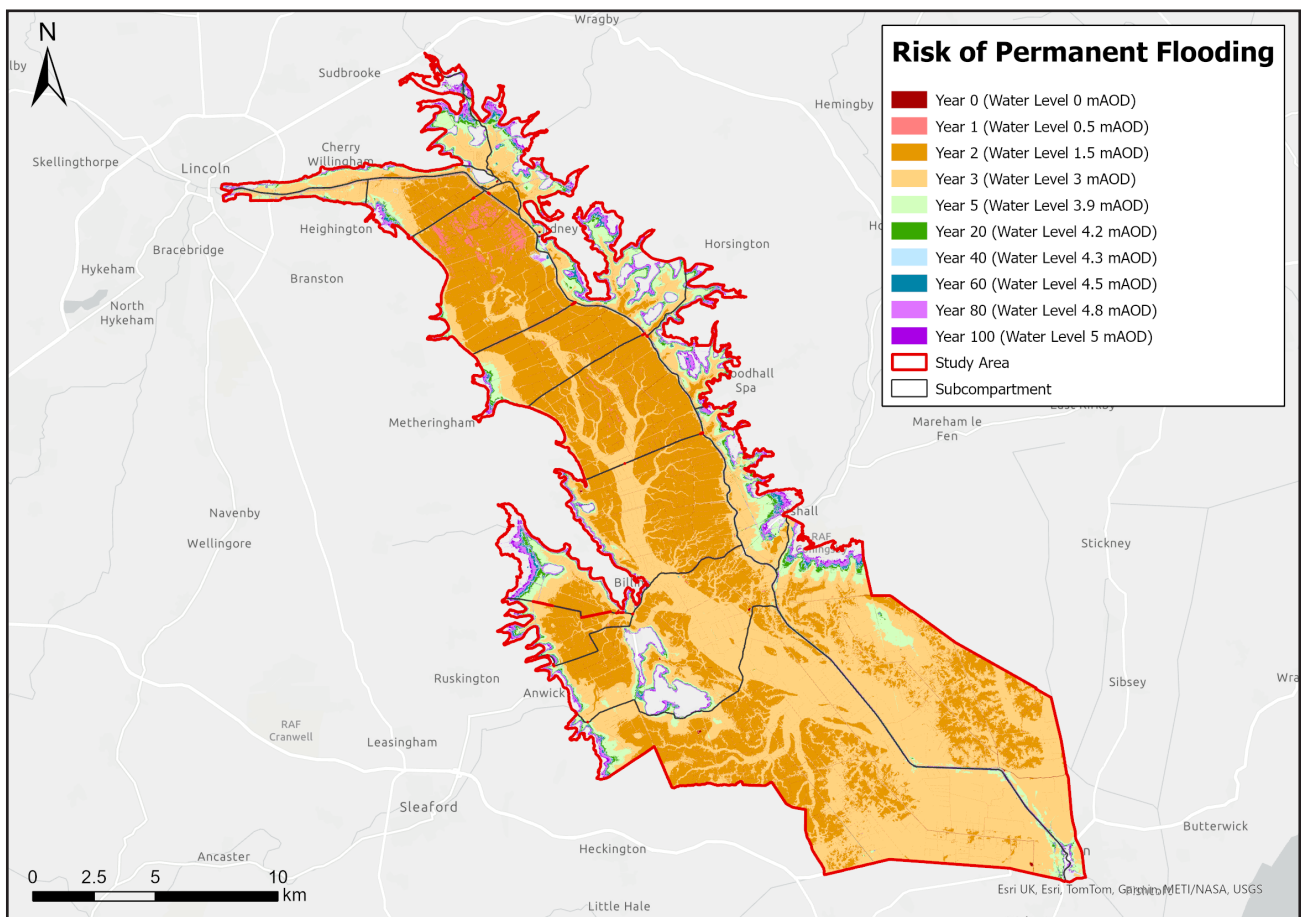 N
Wragby
lby
Sudbrooke
Hemingby
Cherry
Willingham
Skellingthorpe
Lincoln
Heighington
Horsington
Bracebridge
Hykeham
Branston
North
Hykeham
oodhall
Spa
Metheringham
Mareham le
Fen
Navenby
Wellingore
shall
RAF
Stickney
Ruskington
Anwick
Sibsey
RAF
Cranwell
Leasingham
Sleaford
Butterwick
Heckington
Ancaster
Little Hale
Risk of Permanent Flooding
Year 0 (Water Level 0 mAOD)
Year 1 (Water Level 0.5 mAOD)
Year 2 (Water Level 1.5 mAOD)
Year 3 (Water Level 3 mAOD)
Year 5 (Water Level 3.9 mAOD)
Year 20 (Water Level 4.2 mAOD)
Year 40 (Water Level 4.3 mAOD)
Year 60 (Water Level 4.5 mAOD)
Year 80 (Water Level 4.8 mAOD)
Year 100 (Water Level 5 mAOD)
Study Area
Subcompartment
0 2.5 5 10
km
Esri UK, Esri, TomTom, Garmin, METI/NASA, USGS